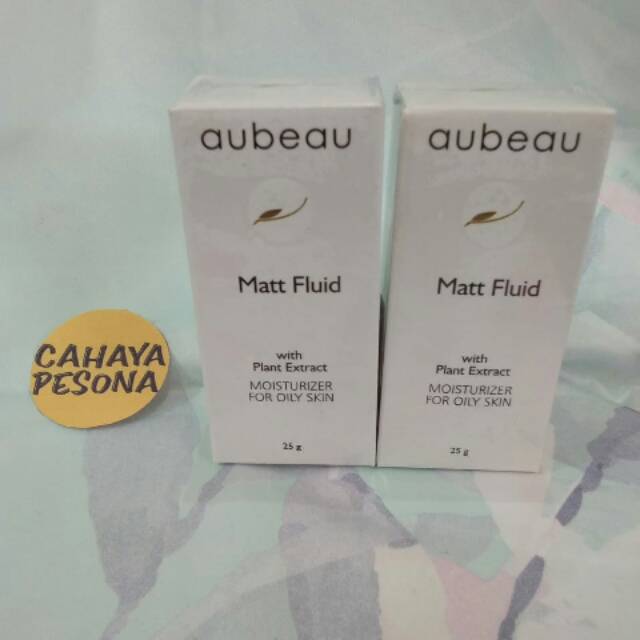 aubeau
Matt Fluid
with
Plant Extract
MOISTURIZER
FOR OILY SKIN
25 g
aubeau
Matt Fluid
with
Plant Extract
MOISTURIZER
FOR OILY SKIN
25 g
CAHAYA
PESONA